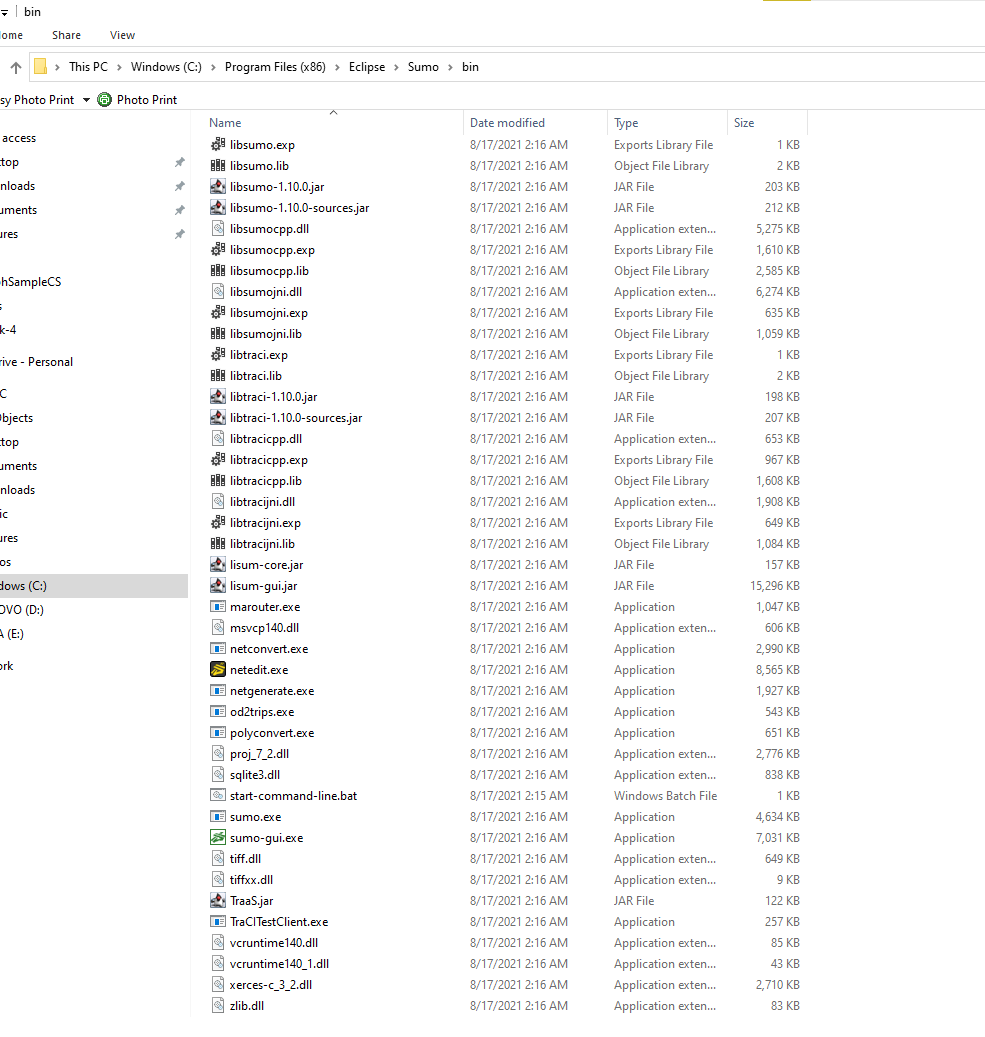 bin
ome Share View
This PC > Windows (C:) > Program Files (x86) > Eclipse > Sumo > bin
sy Photo Print Photo Print
Name Date modified Type Size
access
top
nloads
uments
ures
ohSampleCS
s
k-4
rive - Personal
C
Objects
top
uments
nloads
ic
ures
os
dows (C:)
OVO (D:)
A (E:)
ork
libsumo.exp 8/17/2021 2:16 AM Exports Library File 1 KB
libsumo.lib 8/17/2021 2:16 AM Object File Library 2 KB
libsumo-1.10.0.jar 8/17/2021 2:16 AM JAR File 203 KB
libsumo-1.10.0-sources.jar 8/17/2021 2:16 AM JAR File 212 KB
libsumocpp.dll 8/17/2021 2:16 AM Application exten... 5,275 KB
libsumocpp.exp 8/17/2021 2:16 AM Exports Library File 1,610 KB
libsumocpp.lib 8/17/2021 2:16 AM Object File Library 2,585 KB
libsumojni.dll 8/17/2021 2:16 AM Application exten... 6,274 KB
libsumojni.exp 8/17/2021 2:16 AM Exports Library File 635 KB
libsumojni.lib 8/17/2021 2:16 AM Object File Library 1,059 KB
libtraci.exp 8/17/2021 2:16 AM Exports Library File 1 KB
libtraci.lib 8/17/2021 2:16 AM Object File Library 2 KB
libtraci-1.10.0.jar 8/17/2021 2:16 AM JAR File 198 KB
libtraci-1.10.0-sources.jar 8/17/2021 2:16 AM JAR File 207 KB
libtracicpp.dll 8/17/2021 2:16 AM Application exten... 653 KB
libtracicpp.exp 8/17/2021 2:16 AM Exports Library File 967 KB
libtracicpp.lib 8/17/2021 2:16 AM Object File Library 1,608 KB
libtracijni.dll 8/17/2021 2:16 AM Application exten... 1,908 KB
libtracijni.exp 8/17/2021 2:16 AM Exports Library File 649 KB
libtracijni.lib 8/17/2021 2:16 AM Object File Library 1,084 KB
lisum-core.jar 8/17/2021 2:16 AM JAR File 157 KB
lisum-gui.jar 8/17/2021 2:16 AM JAR File 15,296 KB
marouter.exe 8/17/2021 2:16 AM Application 1,047 KB
msvcp140.dll 8/17/2021 2:16 AM Application exten... 606 KB
netconvert.exe 8/17/2021 2:16 AM Application 2,990 KB
netedit.exe 8/17/2021 2:16 AM Application 8,565 KB
netgenerate.exe 8/17/2021 2:16 AM Application 1,927 KB
od2trips.exe 8/17/2021 2:16 AM Application 543 KB
polyconvert.exe 8/17/2021 2:16 AM Application 651 KB
proj_7_2.dll 8/17/2021 2:16 AM Application exten... 2,776 KB
sqlite3.dll 8/17/2021 2:16 AM Application exten... 838 KB
start-command-line.bat 8/17/2021 2:15 AM Windows Batch File 1 KB
sumo.exe 8/17/2021 2:16 AM Application 4,634 KB
sumo-gui.exe 8/17/2021 2:16 AM Application 7,031 KB
tiff.dll 8/17/2021 2:16 AM Application exten... 649 KB
tiffxx.dll 8/17/2021 2:16 AM Application exten... 9 KB
TraaS.jar 8/17/2021 2:16 AM JAR File 122 KB
TraCITestClient.exe 8/17/2021 2:16 AM Application 257 KB
vcruntime140.dll 8/17/2021 2:16 AM Application exten... 85 KB
vcruntime140_1.dll 8/17/2021 2:16 AM Application exten... 43 KB
xerces-c_3_2.dll 8/17/2021 2:16 AM Application exten... 2,710 KB
zlib.dll 8/17/2021 2:16 AM Application exten... 83 KB